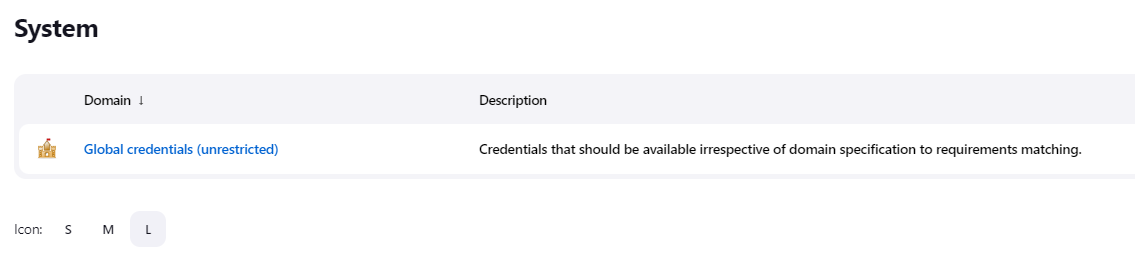 System
Domain ↓ Description
Global credentials (unrestricted) Credentials that should be available irrespective of domain specification to requirements matching.
Icon: S M L